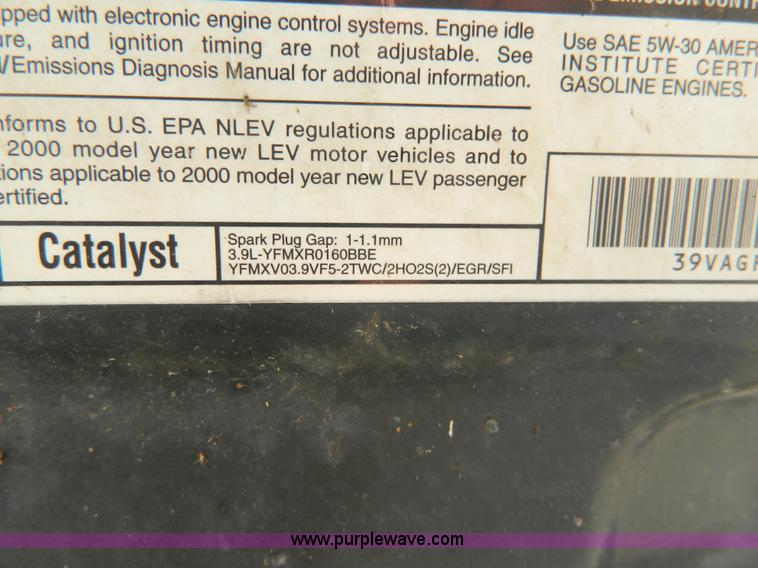 pped with electronic engine control systems. Engine idle
ure, and ignition timing are not adjustable. See
/Emissions Diagnosis Manual for additional information.
nforms to U.S. EPA NLEV regulations applicable to
2000 model year new LEV motor vehicles and to
tions applicable to 2000 model year new LEV passenger
ertified.
Catalyst
Spark Plug Gap: 1-1.1mm
3.9L-YFMXR0160BBE
YFMXV03.9VF5-2TWC/2HO2S(2)/EGR/SFI
Use SAE 5W-30 AMER
INSTITUTE CERTI
GASOLINE ENGINES.
39VAGF
www.purplewave.com